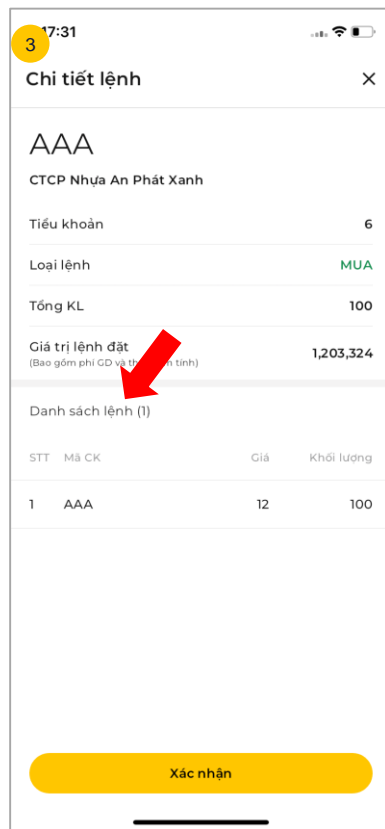 3
17:31
Chi tiết lệnh
AAA
CTCP Nhựa An Phát Xanh
Tiểu khoản 6
Loại lệnh MUA
Tổng KL 100
Giá trị lệnh đặt 1,203,324
(Bao gồm phí GD và tính)
Danh sách lệnh (1)
STT Mã CK Giá Khối lượng
1 AAA 12 100
Xác nhận